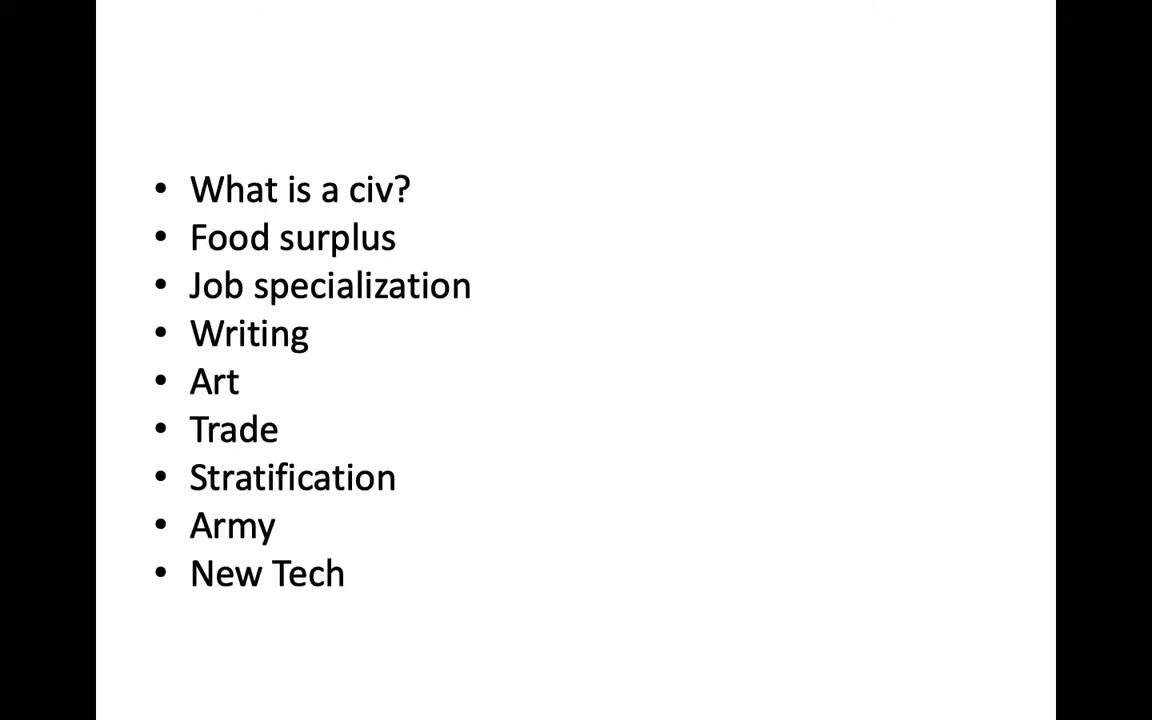 • What is a civ?
• Food surplus
• Job specialization
• Writing
• Art
• Trade
• Stratification
• Army
• New Tech